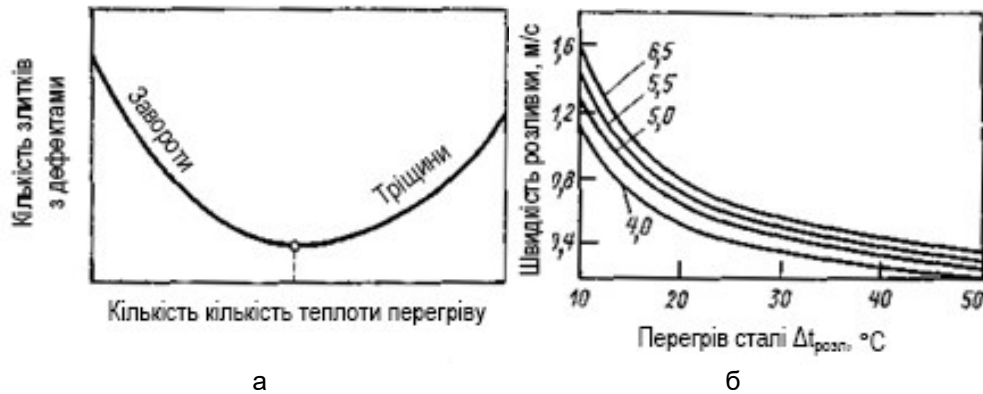 Кількість злитків
з дефектами
Завороти
Тріщини
Кількість кількість теплоти перегріву
а
Швидкість розливки, м/с
1,6
1,2
0,8
0,4
6,5
5,5
5,0
4,0
10
20
30
40
50
Перегрів сталі Δtрозл, °С
б